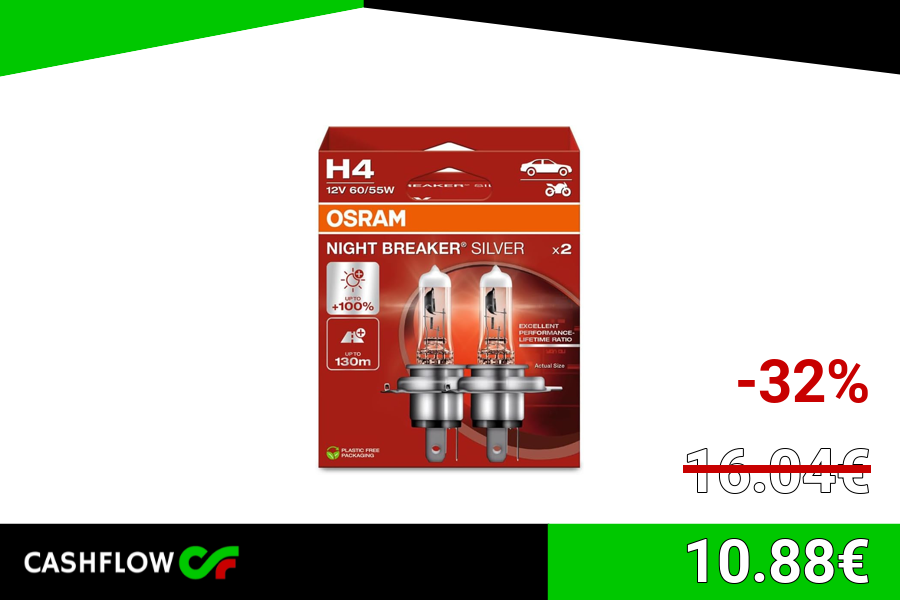 H4
12V 60/55W
OSRAM
NIGHT BREAKER® SILVER x2
UP TO
+100%
UP TO
130m
EXCELLENT
PERFORMANCE-
LIFETIME RATIO
Actual Size
PLASTIC FREE
PACKAGING
-32%
16.04€
CASHFLOW
10.88€